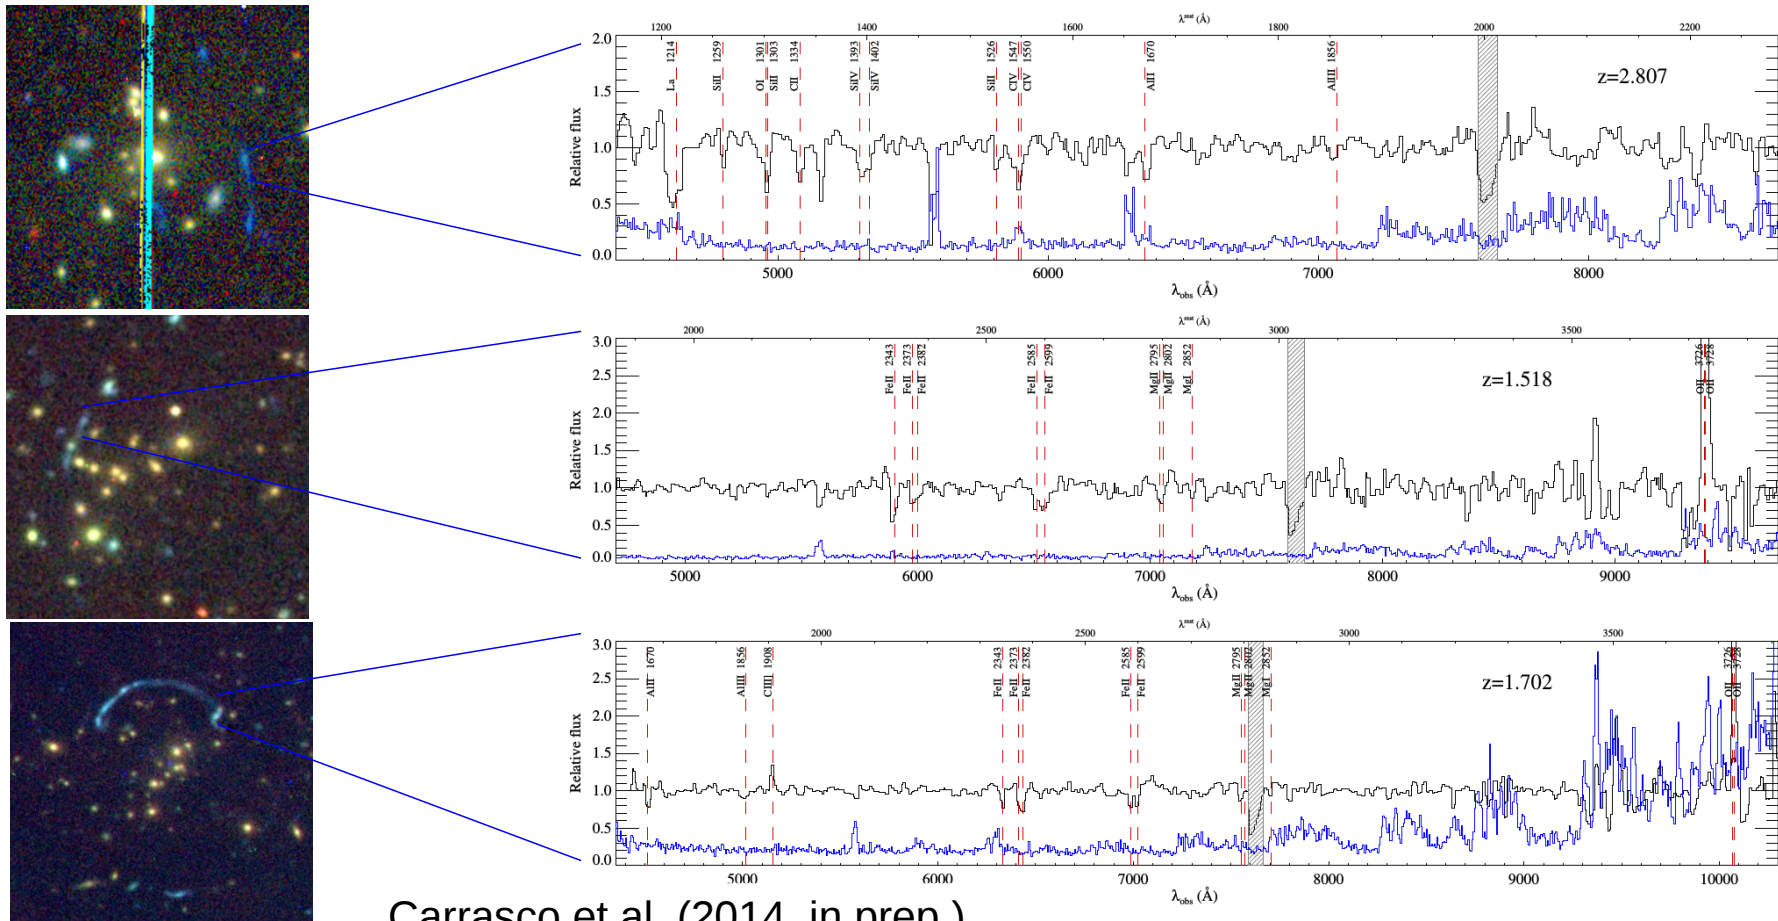 1200 1400 1600 1800 2000 2200
λrest (Å)
2.0
1.5
1.0
0.5
0.0
Relative flux
Lα 1214
SiII 1259
OI 1301
SiII 1303
CII 1334
SiIV 1393
SiIV 1402
SiII 1526
CIV 1547
CIV 1550
AlII 1670
AlIII 1856
z=2.807
5000 6000 7000 8000
λobs (Å)
λrest (Å)
2000 2500 3000 3500
3.0
2.5
2.0
1.5
1.0
0.5
0.0
Relative flux
FeII 2343
FeII 2373
FeII 2382
FeII 2585
FeII 2599
MgII 2795
MgII 2802
MgI 2852
OII 3726
OII 3728
z=1.518
5000 6000 7000 8000 9000
λobs (Å)
λrest (Å)
2000 2500 3000 3500
3.0
2.5
2.0
1.5
1.0
0.5
0.0
Relative flux
AlII 1670
AlIII 1856
CIII] 1908
FeII 2343
FeII 2373
FeII 2382
FeII 2585
FeII 2599
MgII 2795
MgII 2802
MgI 2852
OII 3726
OII 3728
z=1.702
5000 6000 7000 8000 9000 10000
λobs (Å)
Carrasco et al. (2014, in prep.)